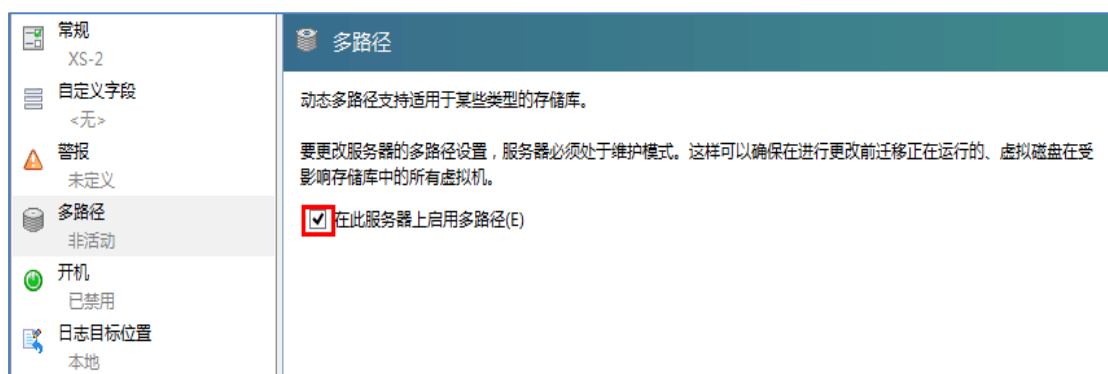 常规
XS-2
自定义字段
<无>
警报
未定义
多路径
非活动
开机
已禁用
日志目标位置
本地
多路径
动态多路径支持适用于某些类型的存储库。
要更改服务器的多路径设置，服务器必须处于维护模式。这样可以确保在进行更改前迁移正在运行的、虚拟磁盘在受
影响存储库中的所有虚拟机。
在此服务器上启用多路径(E)